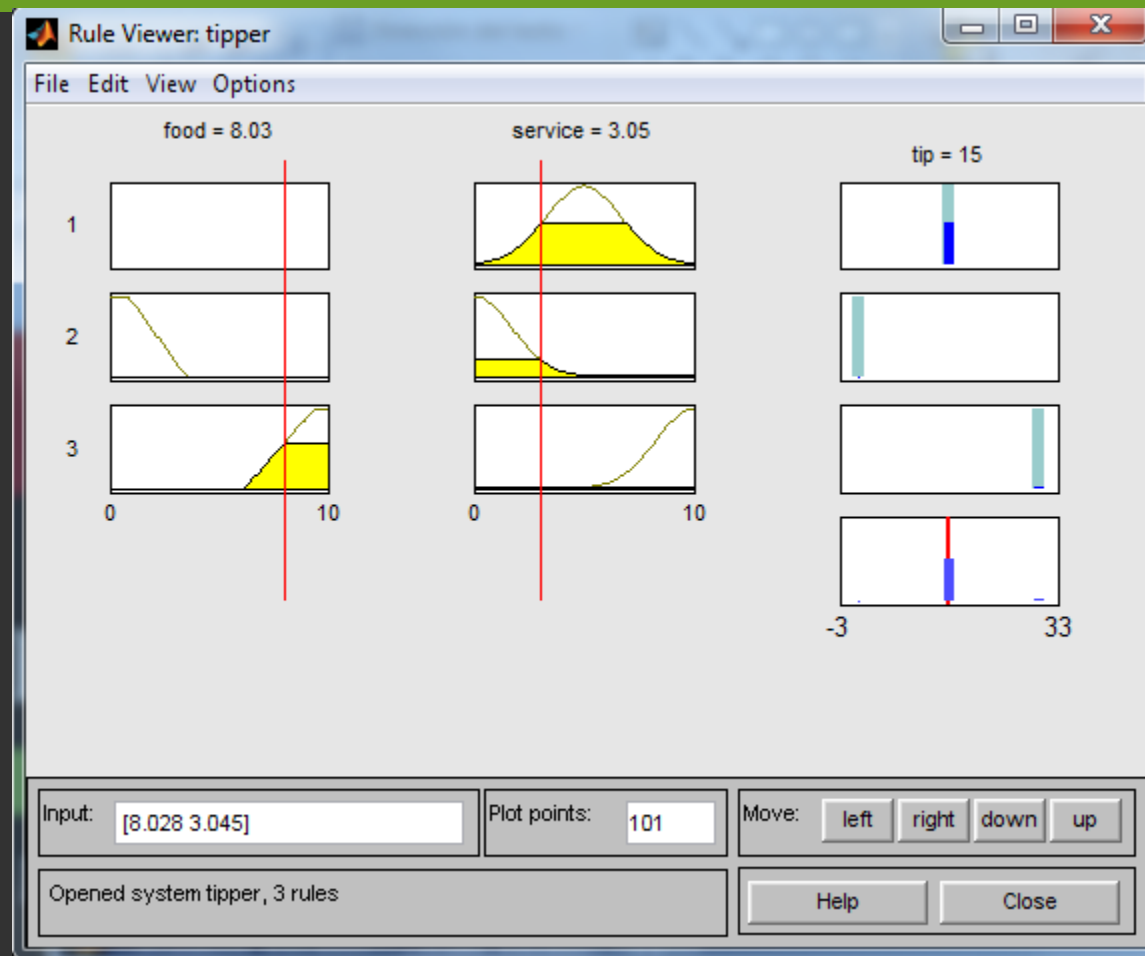 Rule Viewer: tipper
File Edit View Options
food = 8.03
service = 3.05
tip = 15
1
2
3
0 10
0 10
-3 33
Input: [8.028 3.045]
Plot points: 101
Move: left right down up
Opened system tipper, 3 rules
Help Close